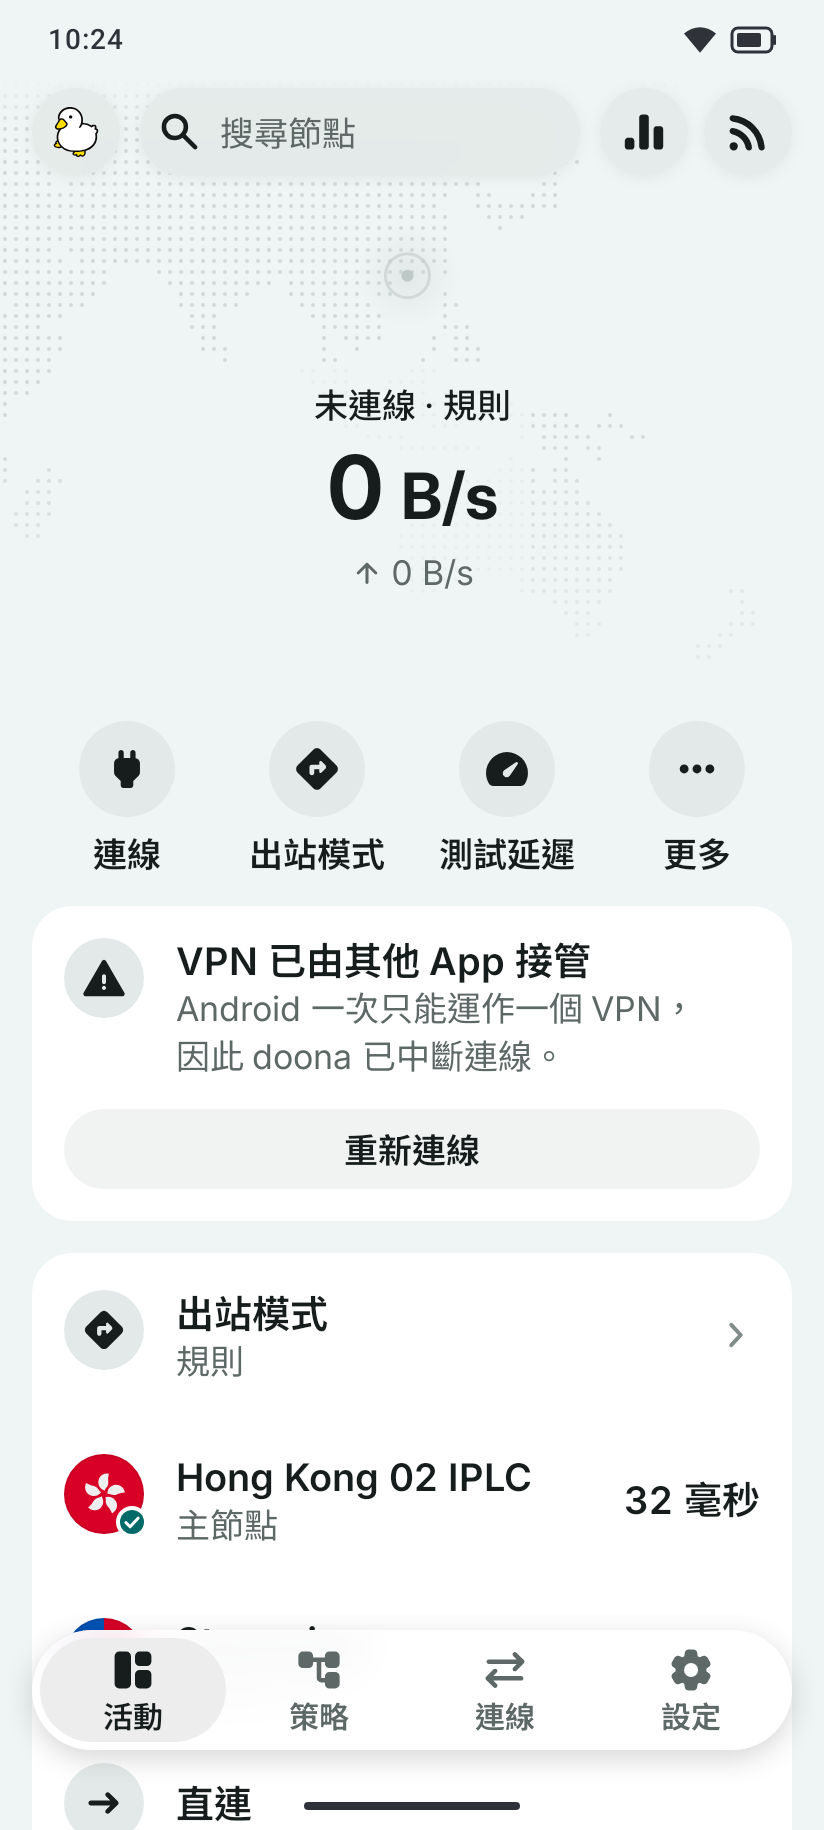 10:24
搜尋節點
未連線 · 規則
0 B/s
↑ 0 B/s
連線
出站模式
測試延遲
更多
VPN 已由其他 App 接管
Android 一次只能運作一個 VPN，
因此 doona 已中斷連線。
重新連線
出站模式
規則
Hong Kong 02 IPLC
主節點
32 毫秒
活動
策略
連線
設定
直連